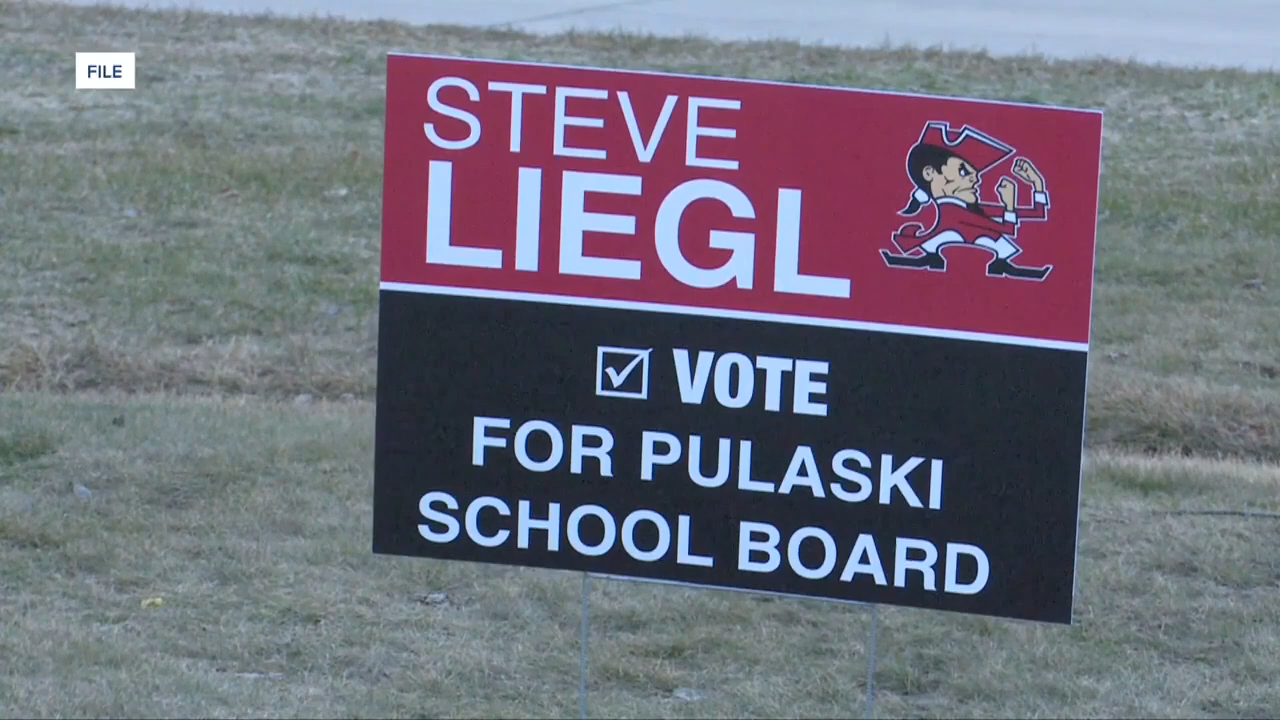 FILE
STEVE
LIEGL
VOTE
FOR PULASKI
SCHOOL BOARD